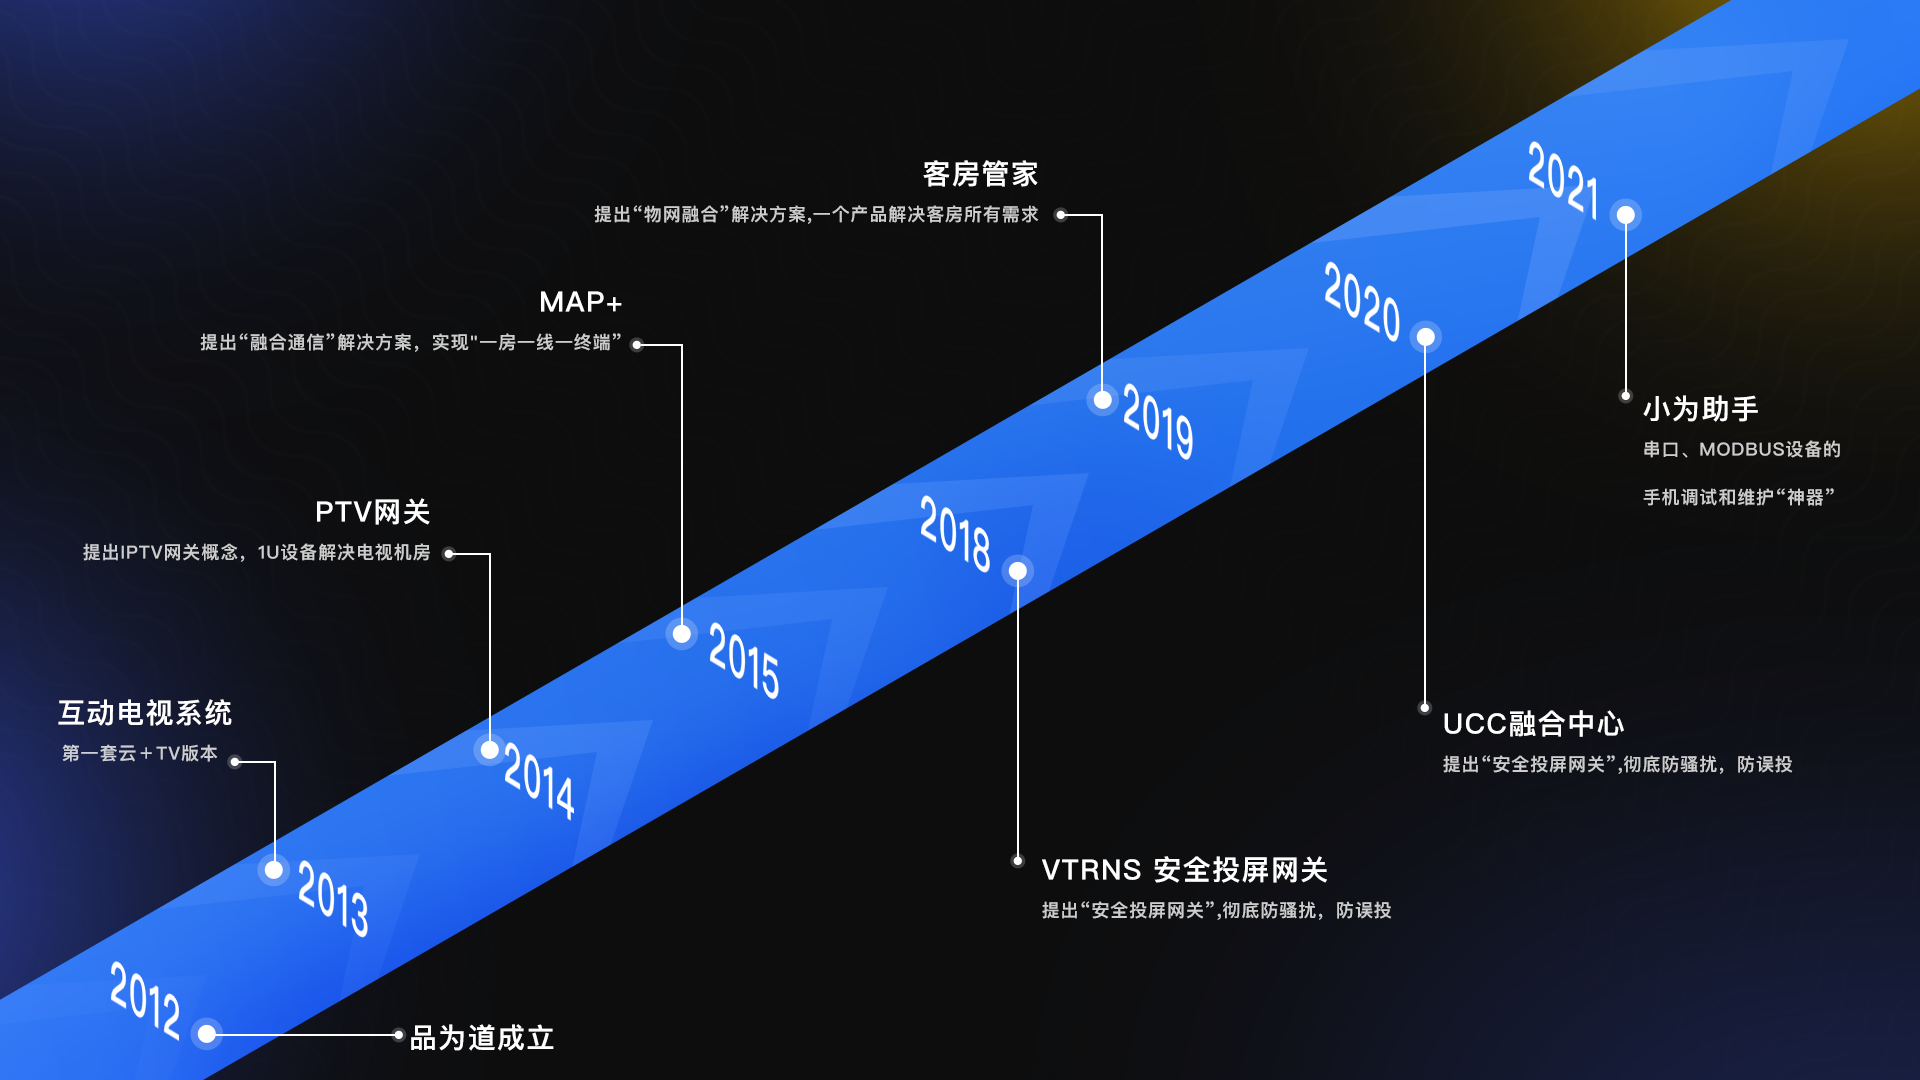 2012
品为道成立
2013
互动电视系统
第一套云+TV版本
2014
PTV网关
提出IPTV网关概念，1U设备解决电视机房
2015
MAP+
提出“融合通信”解决方案，实现"一房一线一终端”
2018
VTRNS 安全投屏网关
提出“安全投屏网关”,彻底防骚扰，防误投
2019
客房管家
提出“物网融合”解决方案,一个产品解决客房所有需求
2020
UCC融合中心
提出“安全投屏网关”,彻底防骚扰，防误投
2021
小为助手
串口、MODBUS设备的
手机调试和维护“神器”